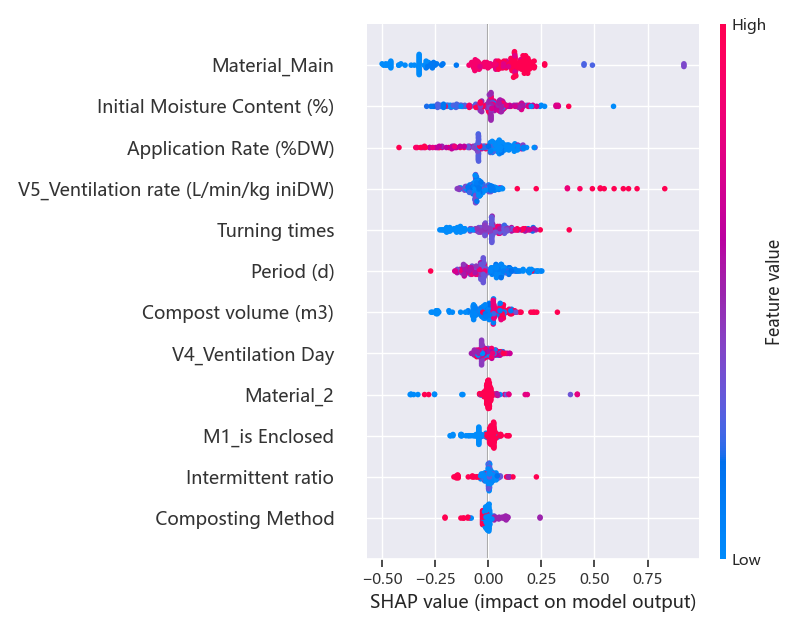 High
Material_Main
Initial Moisture Content (%)
Application Rate (%DW)
V5_Ventilation rate (L/min/kg iniDW)
Turning times
Period (d)
Compost volume (m3)
V4_Ventilation Day
Material_2
M1_is Enclosed
Intermittent ratio
Composting Method
Feature value
Low
−0.50 −0.25 0.00 0.25 0.50 0.75
SHAP value (impact on model output)